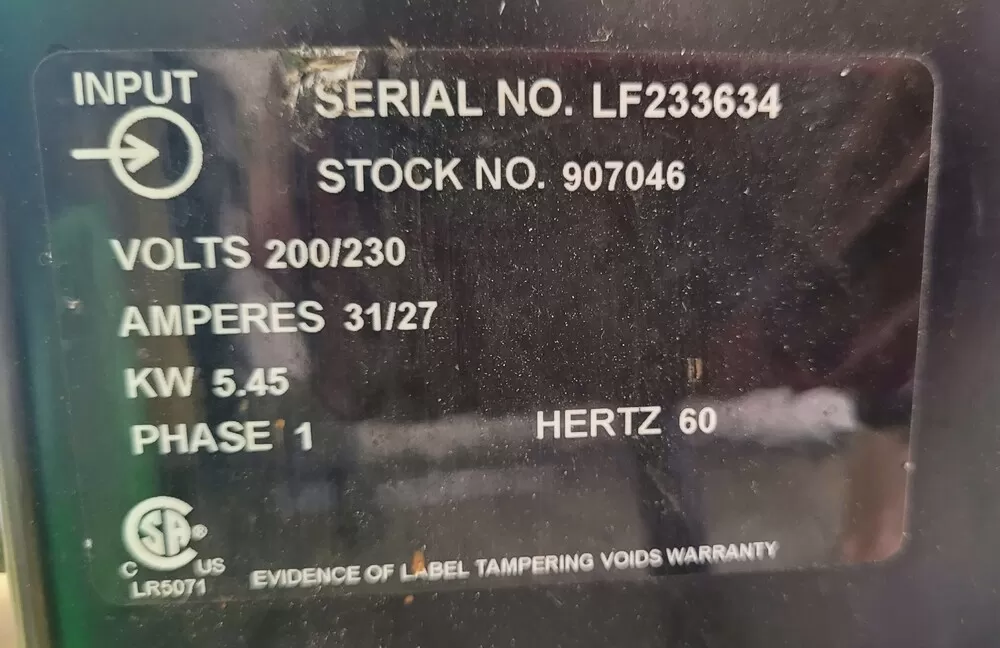 INPUT
SERIAL NO. LF233634
STOCK NO. 907046
VOLTS 200/230
AMPERES 31/27
KW 5.45
PHASE 1
HERTZ 60
SA®
C US
LR5071
EVIDENCE OF LABEL TAMPERING VOIDS WARRANTY